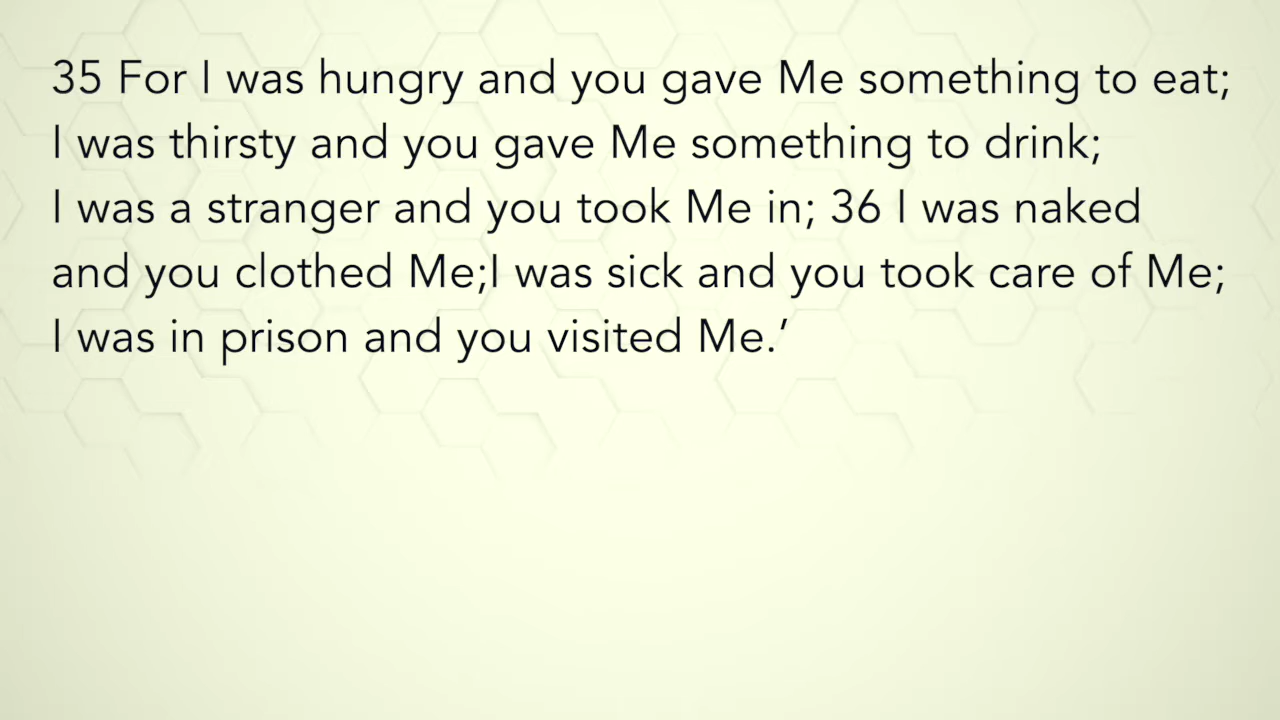 35 For I was hungry and you gave Me something to eat;
I was thirsty and you gave Me something to drink;
I was a stranger and you took Me in; 36 I was naked
and you clothed Me;I was sick and you took care of Me;
I was in prison and you visited Me.’